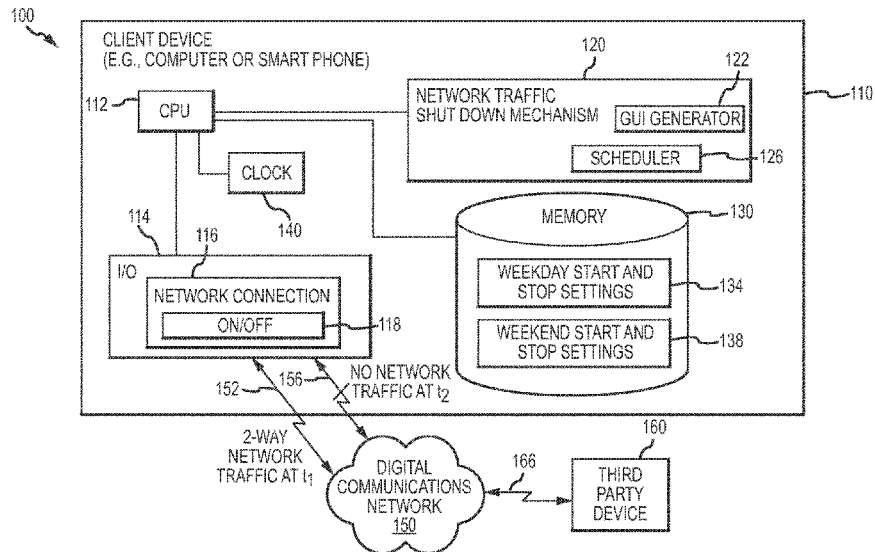 100
CLIENT DEVICE
(E.G., COMPUTER OR SMART PHONE)
110
112
CPU
120
NETWORK TRAFFIC
SHUT DOWN MECHANISM
122
GUI GENERATOR
SCHEDULER
126
CLOCK
140
MEMORY
130
WEEKDAY START AND
STOP SETTINGS
134
WEEKEND START AND
STOP SETTINGS
138
114
I/O
116
NETWORK CONNECTION
ON/OFF
118
152
156
NO NETWORK
TRAFFIC AT t2
2-WAY
NETWORK
TRAFFIC AT t1
DIGITAL
COMMUNICATIONS
NETWORK
150
166
160
THIRD
PARTY
DEVICE